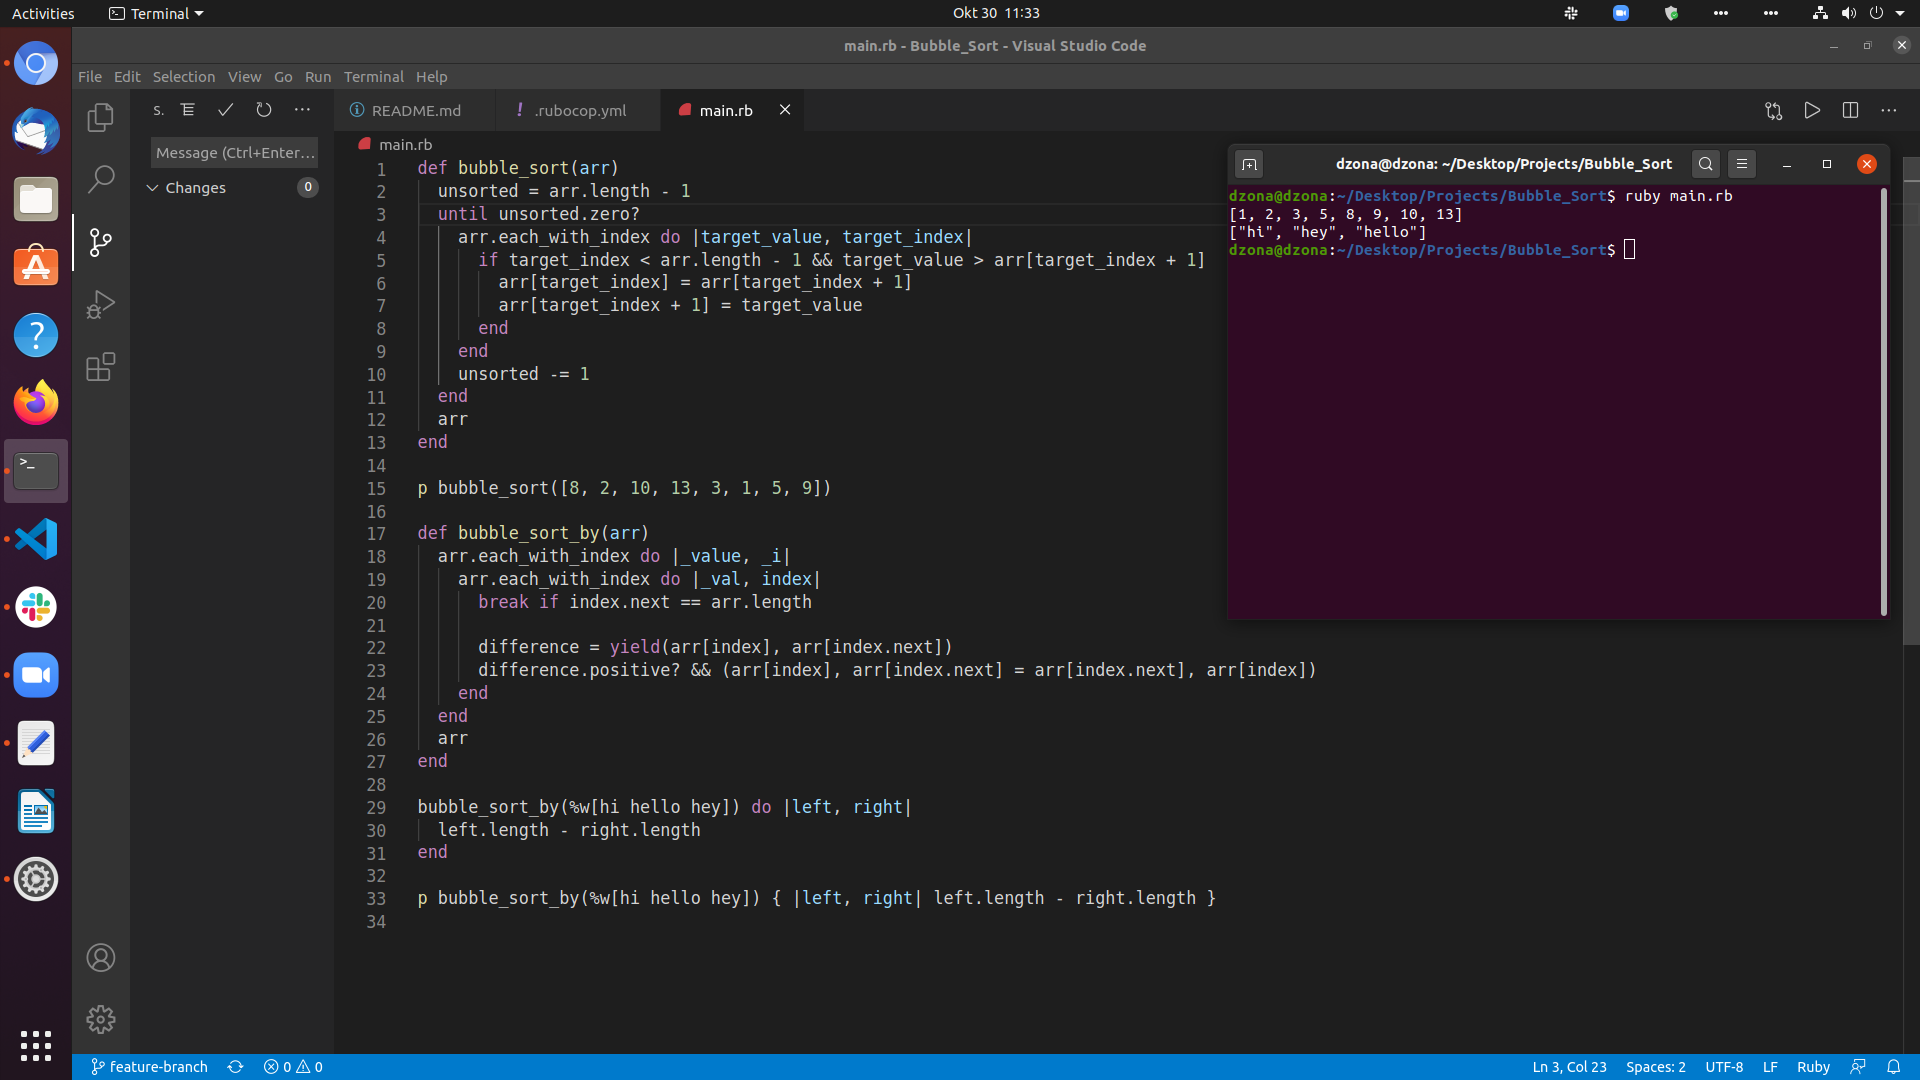 Activities
Terminal
Okt 30 11:33
main.rb - Bubble_Sort - Visual Studio Code
File Edit Selection View Go Run Terminal Help
S.
Message (Ctrl+Enter...
Changes 0
README.md
! .rubocop.yml
main.rb
main.rb
1 def bubble_sort(arr)
2 unsorted = arr.length - 1
3 until unsorted.zero?
4 arr.each_with_index do |target_value, target_index|
5 if target_index < arr.length - 1 && target_value > arr[target_index + 1]
6 arr[target_index] = arr[target_index + 1]
7 arr[target_index + 1] = target_value
8 end
9 end
10 unsorted -= 1
11 end
12 arr
13 end
14
15 p bubble_sort([8, 2, 10, 13, 3, 1, 5, 9])
16
17 def bubble_sort_by(arr)
18 arr.each_with_index do |_value, _i|
19 arr.each_with_index do |_val, index|
20 break if index.next == arr.length
21
22 difference = yield(arr[index], arr[index.next])
23 difference.positive? && (arr[index], arr[index.next] = arr[index.next], arr[index])
24 end
25 end
26 arr
27 end
28
29 bubble_sort_by(%w[hi hello hey]) do |left, right|
30 left.length - right.length
31 end
32
33 p bubble_sort_by(%w[hi hello hey]) { |left, right| left.length - right.length }
34
dzona@dzona: ~/Desktop/Projects/Bubble_Sort
dzona@dzona:~/Desktop/Projects/Bubble_Sort$ ruby main.rb
[1, 2, 3, 5, 8, 9, 10, 13]
["hi", "hey", "hello"]
dzona@dzona:~/Desktop/Projects/Bubble_Sort$
feature-branch
0 0
Ln 3, Col 23
Spaces: 2
UTF-8
LF
Ruby